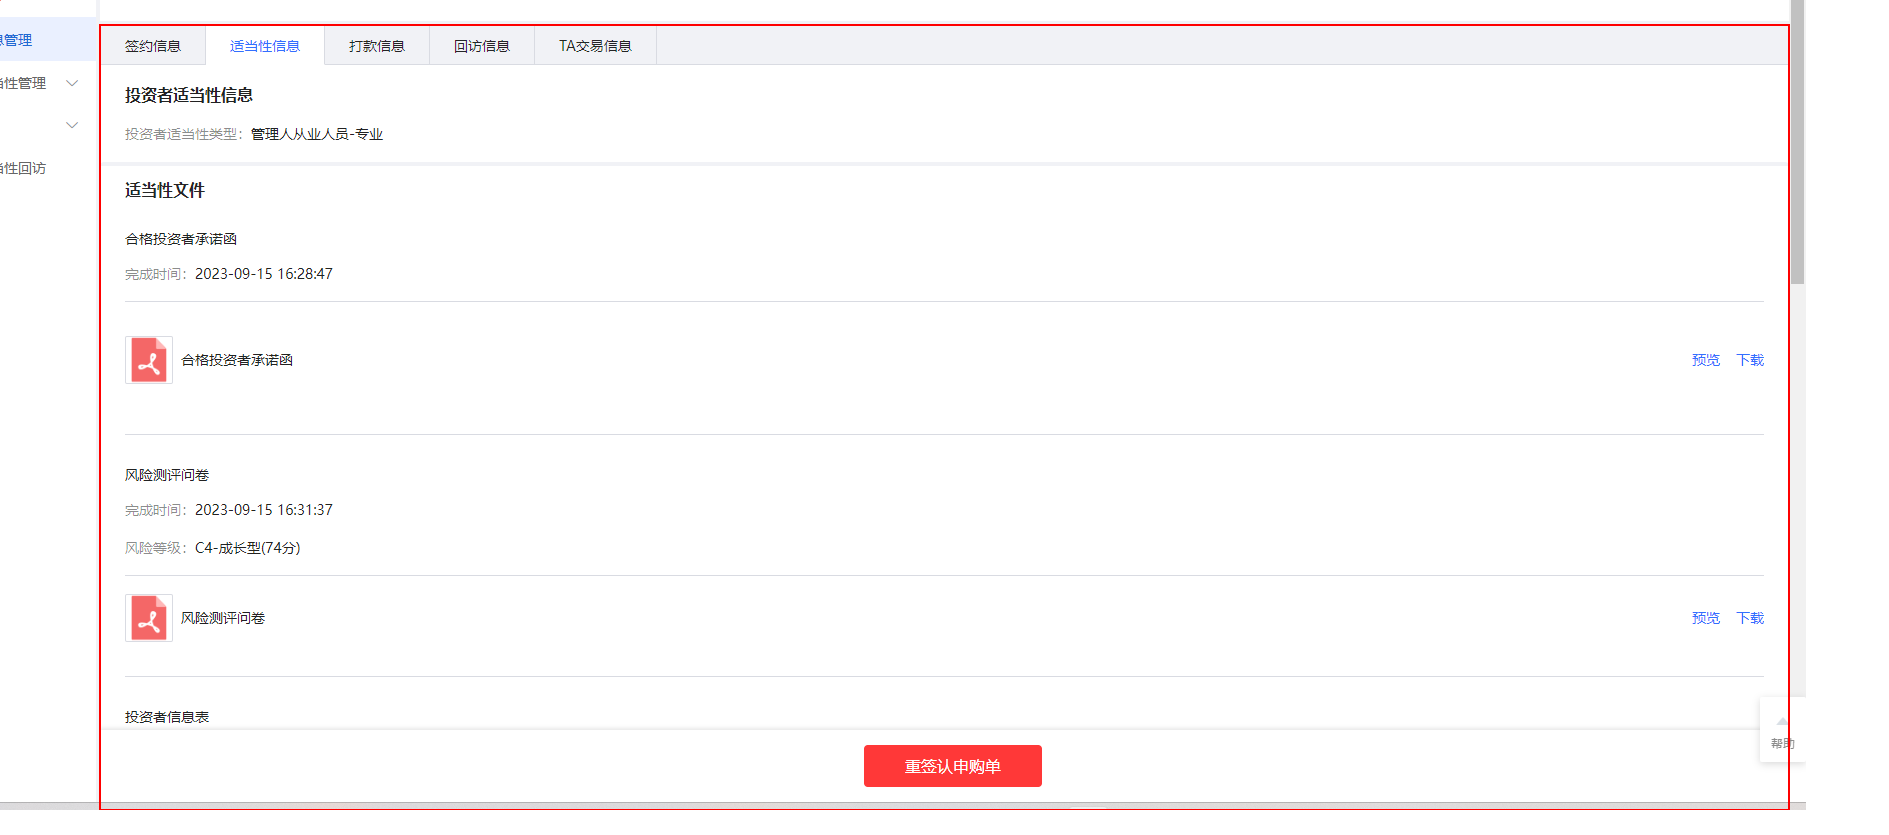 管理
性管理
性回访
签约信息 适当性信息 打款信息 回访信息 TA交易信息
投资者适当性信息
投资者适当性类型：管理人从业人员-专业
适当性文件
合格投资者承诺函
完成时间：2023-09-15 16:28:47
合格投资者承诺函 预览 下载
风险测评问卷
完成时间：2023-09-15 16:31:37
风险等级：C4-成长型(74分)
风险测评问卷 预览 下载
投资者信息表
帮助
重签认申购单